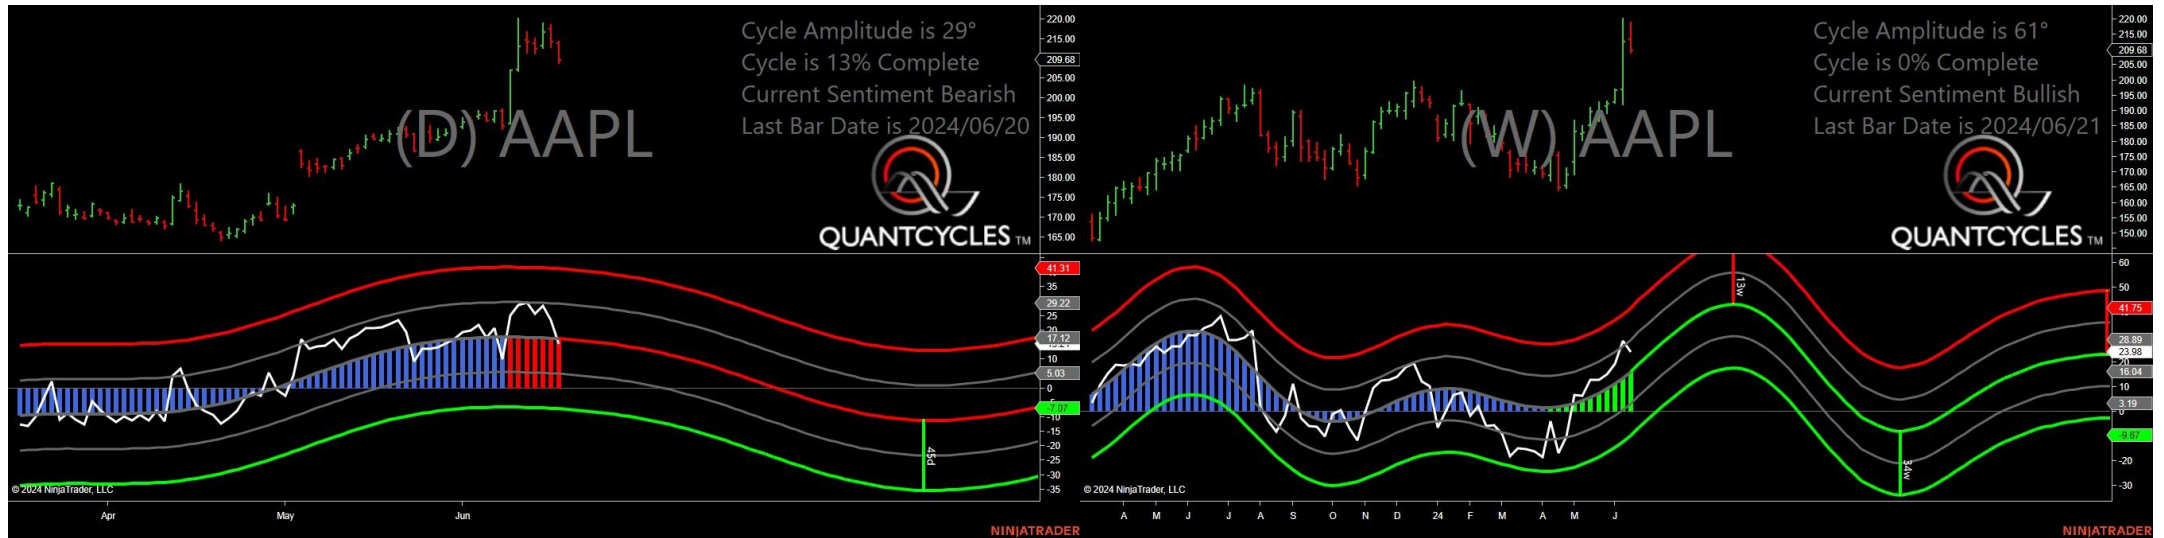 Cycle Amplitude is 29°
Cycle is 13% Complete
Current Sentiment Bearish
Last Bar Date is 2024/06/20
(D) AAPL
QUANTCYCLES TM
220.00
215.00
209.68
205.00
200.00
195.00
190.00
185.00
180.00
175.00
170.00
165.00
41.31
35
29.22
25
20
17.12
10
5.03
0
-7.07
-10
-15
-20
-25
-30
-35
45d
© 2024 NinjaTrader, LLC
Apr
May
Jun
NINJATRADER
Cycle Amplitude is 61°
Cycle is 0% Complete
Current Sentiment Bullish
Last Bar Date is 2024/06/21
(W) AAPL
QUANTCYCLES TM
220.00
215.00
209.68
205.00
200.00
195.00
190.00
185.00
180.00
175.00
170.00
165.00
160.00
155.00
150.00
60
50
41.75
28.89
23.98
20
16.04
10
3.19
0
-9.67
-20
-30
13w
34w
© 2024 NinjaTrader, LLC
A M J J A S O N D 24 F M A M J
NINJATRADER